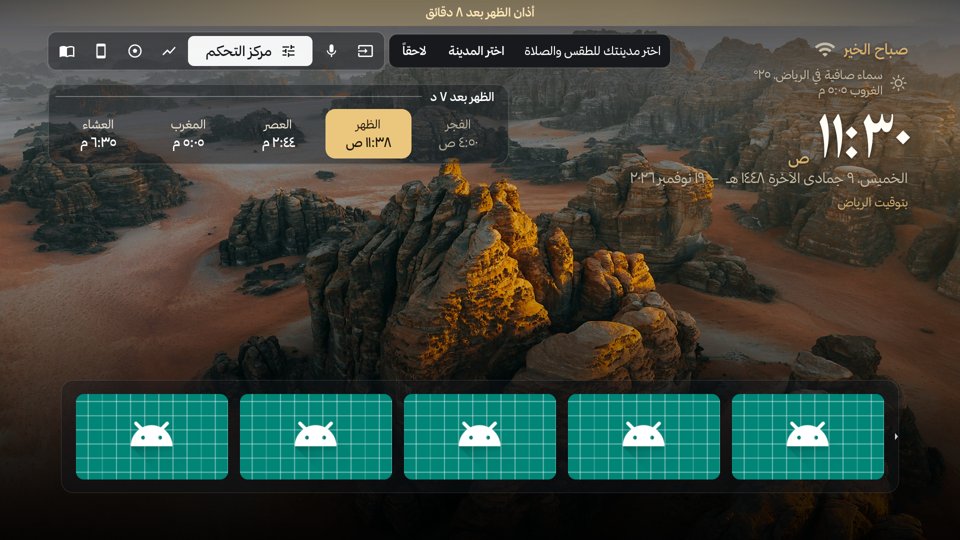 أذان الظهر بعد ٨ دقائق
صباح الخير
سماء صافية في الرياض، ٢٥°
الغروب ٥:٠٥ م
١١:٣٠ ص
الخميس، ٩ جمادى الآخرة ١٤٤٨ هـ — ١٩ نوفمبر ٢٠٢٦
بتوقيت الرياض
اختر مدينتك للطقس والصلاة اختر المدينة لاحقاً
مركز التحكم
الظهر بعد ٧ د
الفجر الظهر العصر المغرب العشاء
٤:٥٠ ص ١١:٣٨ ص ٢:٤٤ م ٥:٠٥ م ٦:٣٥ م